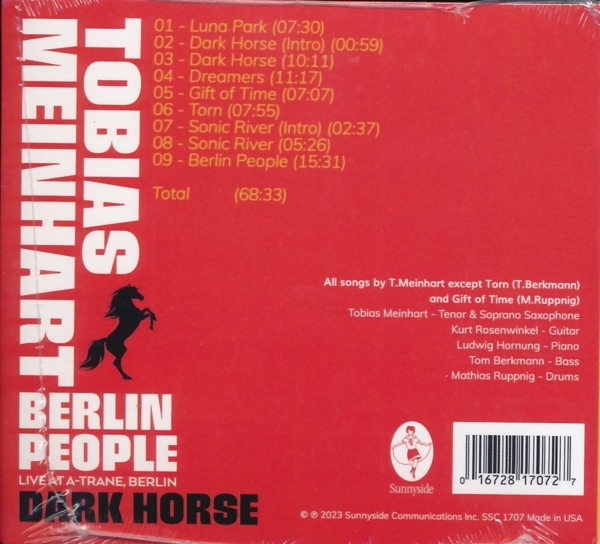 TOBIAS
MEINHART
01 - Luna Park (07:30)
02 - Dark Horse (Intro) (00:59)
03 - Dark Horse (10:11)
04 - Dreamers (11:17)
05 - Gift of Time (07:07)
06 - Torn (07:55)
07 - Sonic River (Intro) (02:37)
08 - Sonic River (05:26)
09 - Berlin People (15:31)
Total (68:33)
All songs by T.Meinhart except Torn (T.Berkmann)
and Gift of Time (M.Ruppnig)
Tobias Meinhart - Tenor & Soprano Saxophone
Kurt Rosenwinkel - Guitar
Ludwig Hornung - Piano
Tom Berkmann - Bass
Mathias Ruppnig - Drums
BERLIN
PEOPLE
LIVE AT A-TRANE, BERLIN
DARK HORSE
Sunnyside
0 16728 17072 7
© ℗ 2023 Sunnyside Communications Inc. SSC 1707 Made in USA